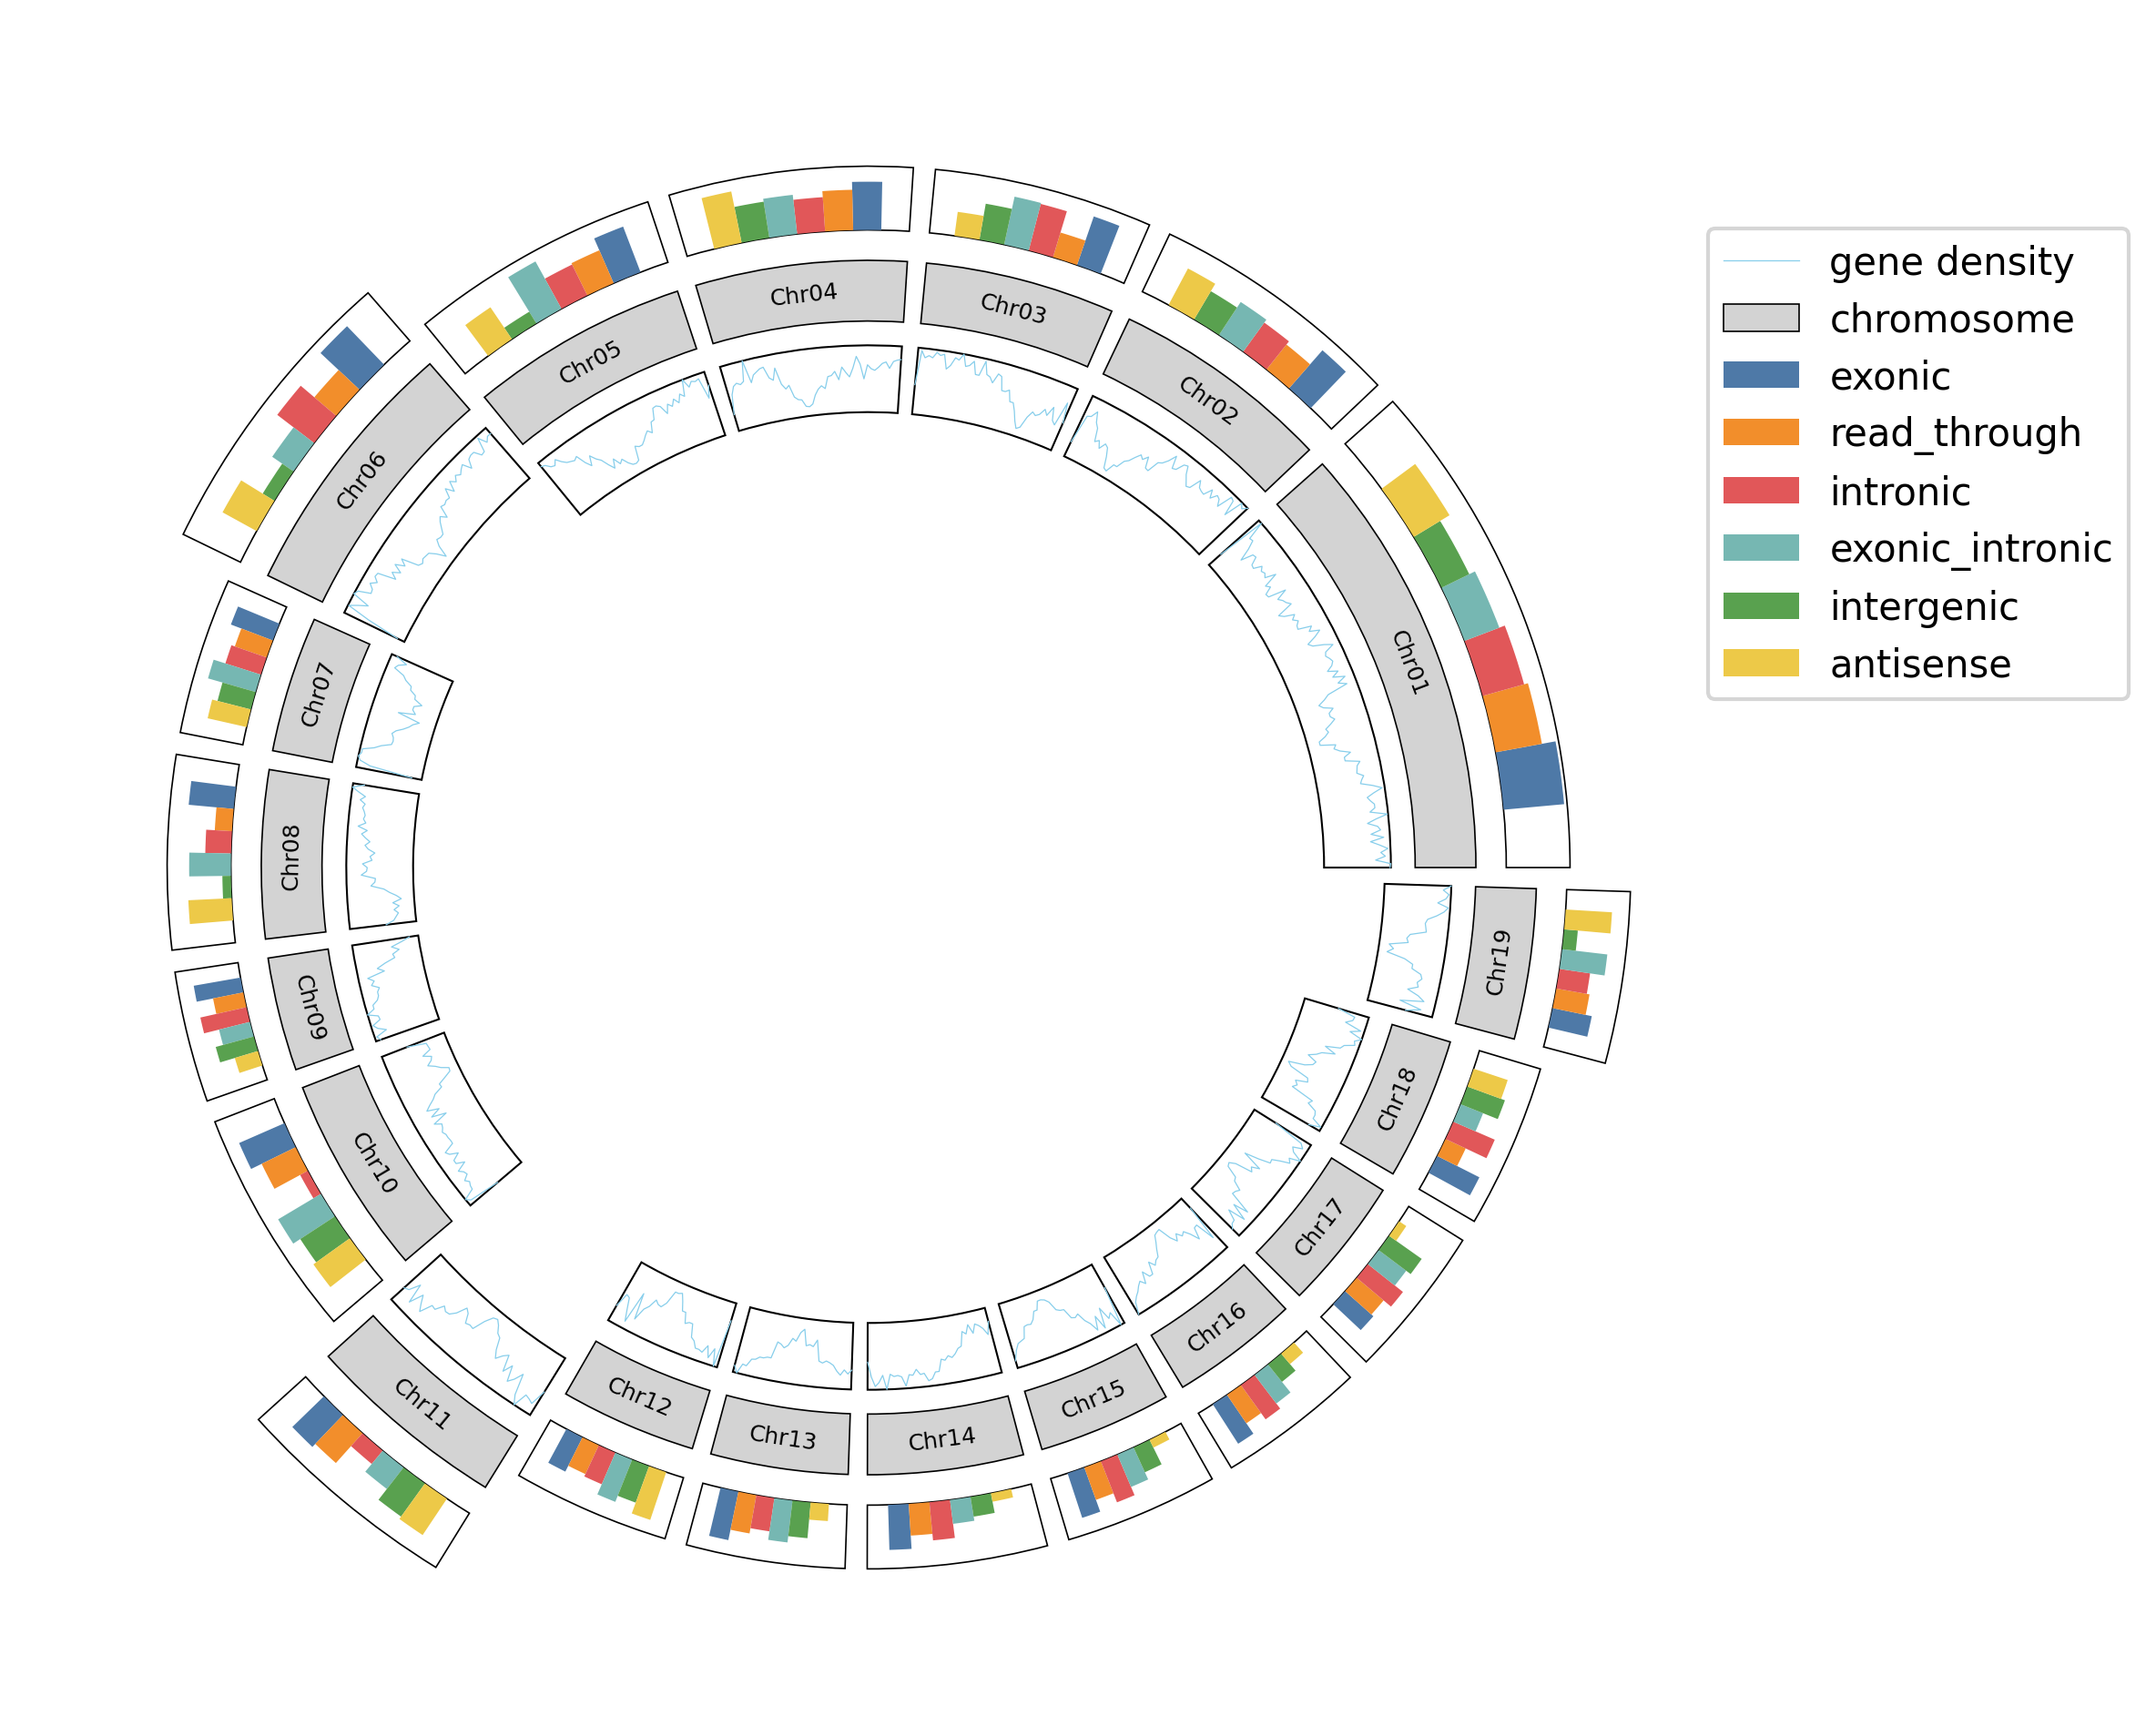 gene density
chromosome
exonic
read_through
intronic
exonic_intronic
intergenic
antisense
Chr01
Chr02
Chr03
Chr04
Chr05
Chr06
Chr07
Chr08
Chr09
Chr10
Chr11
Chr12
Chr13
Chr14
Chr15
Chr16
Chr17
Chr18
Chr19